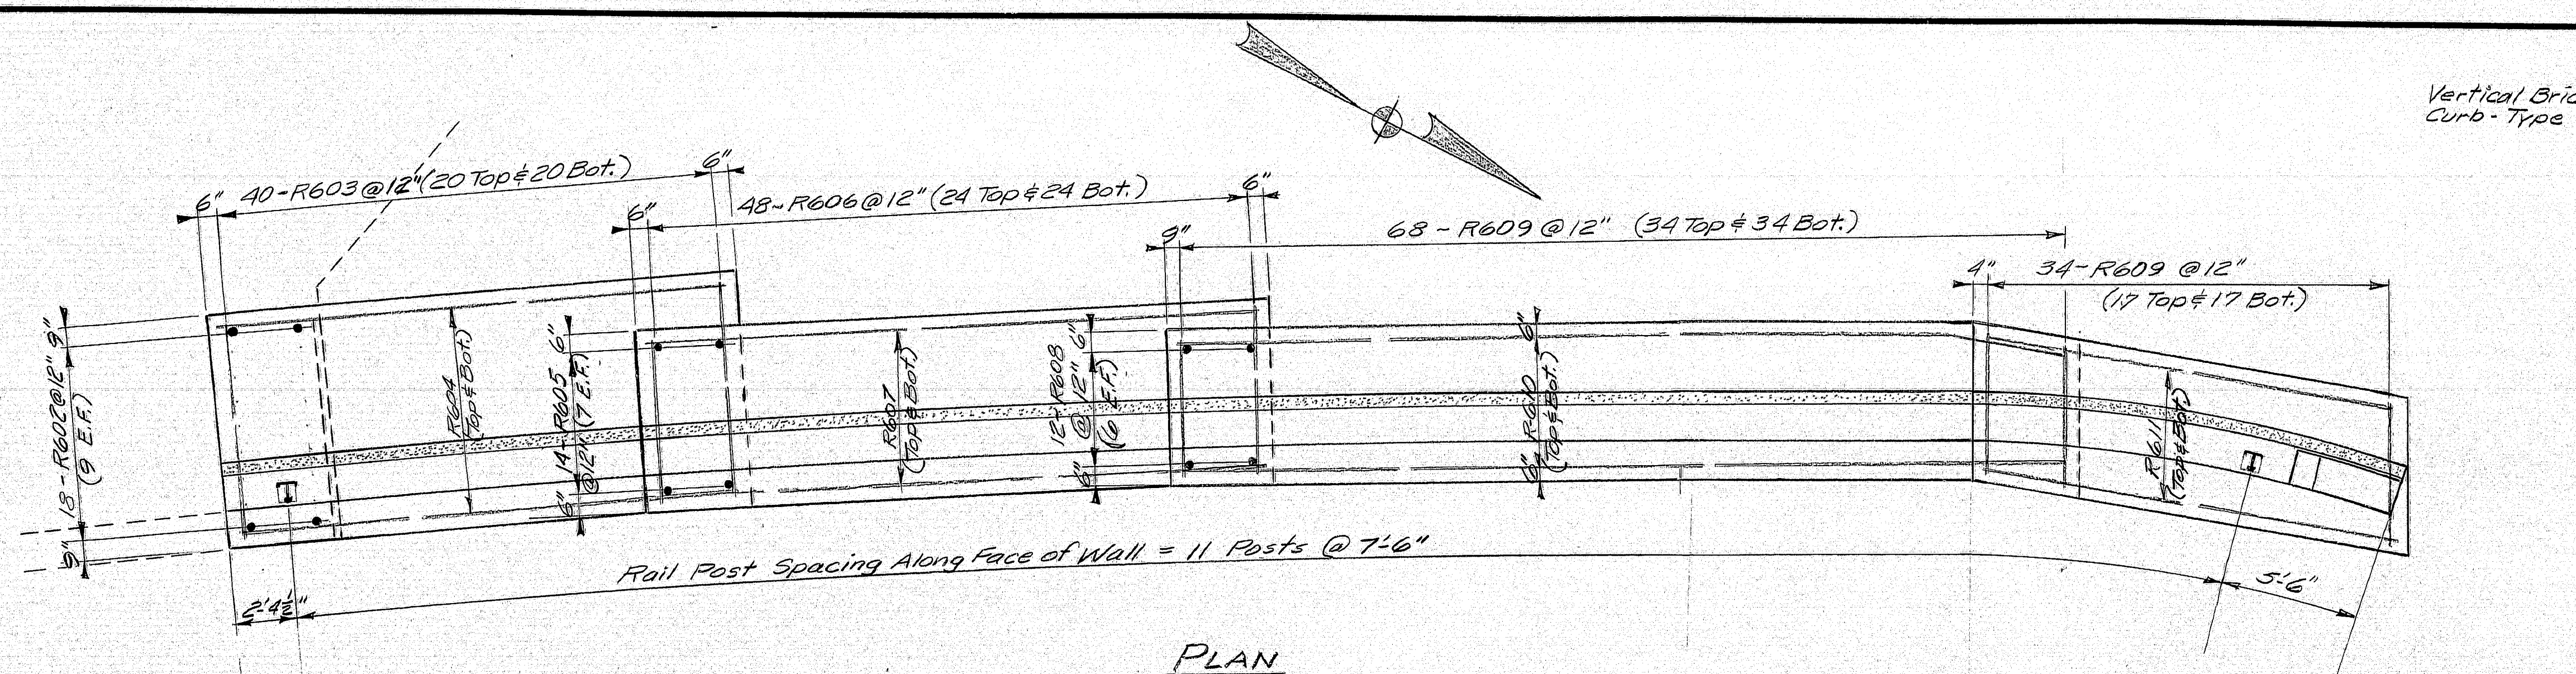 Vertical Bri
Curb - Type
6"
40-R603@12" (20 Top & 20 Bot.)
6"
6"
48-R606@12" (24 Top & 24 Bot.)
6"
9"
68-R609@12" (34 Top & 34 Bot.)
4"
34-R609 @12"
(17 Top & 17 Bot.)
9"
18-R602@12"
(9 E.F.)
9"
R604
(Top & Bot.)
6"
14-R605
@12" (7 E.F.)
6"
R607
(Top & Bot.)
6"
12-R608
@ 12"
(6 E.F.)
6"
6"
R610
(Top & Bot.)
6"
R611
(Top & Bot.)
2'-4½"
Rail Post Spacing Along Face of Wall = 11 Posts @ 7'-6"
5'-6"
PLAN